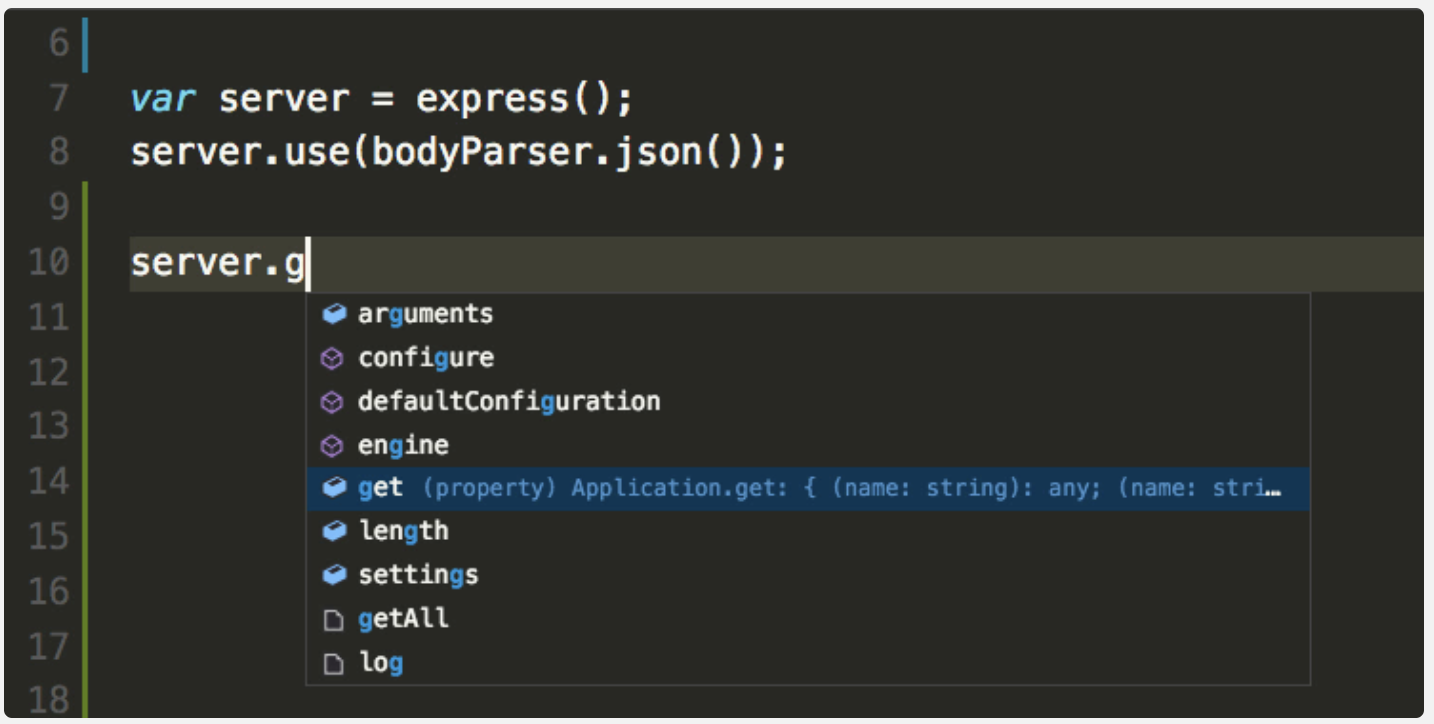 6
7 var server = express();
8 server.use(bodyParser.json());
9
10 server.g
11 arguments
configure
12 defaultConfiguration
13 engine
14 get (property) Application.get: { (name: string): any; (name: stri…
15 length
16 settings
getAll
17 log
18